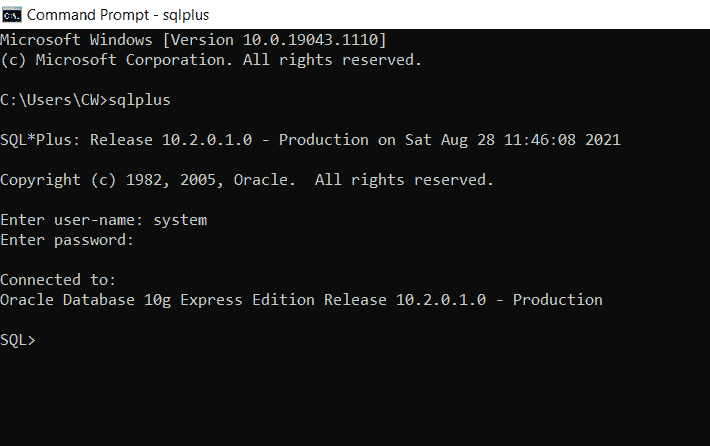 Command Prompt - sqlplus
Microsoft Windows [Version 10.0.19043.1110]
(c) Microsoft Corporation. All rights reserved.
C:\Users\CW>sqlplus
SQL*Plus: Release 10.2.0.1.0 - Production on Sat Aug 28 11:46:08 2021
Copyright (c) 1982, 2005, Oracle.  All rights reserved.
Enter user-name: system
Enter password:
Connected to:
Oracle Database 10g Express Edition Release 10.2.0.1.0 - Production
SQL>